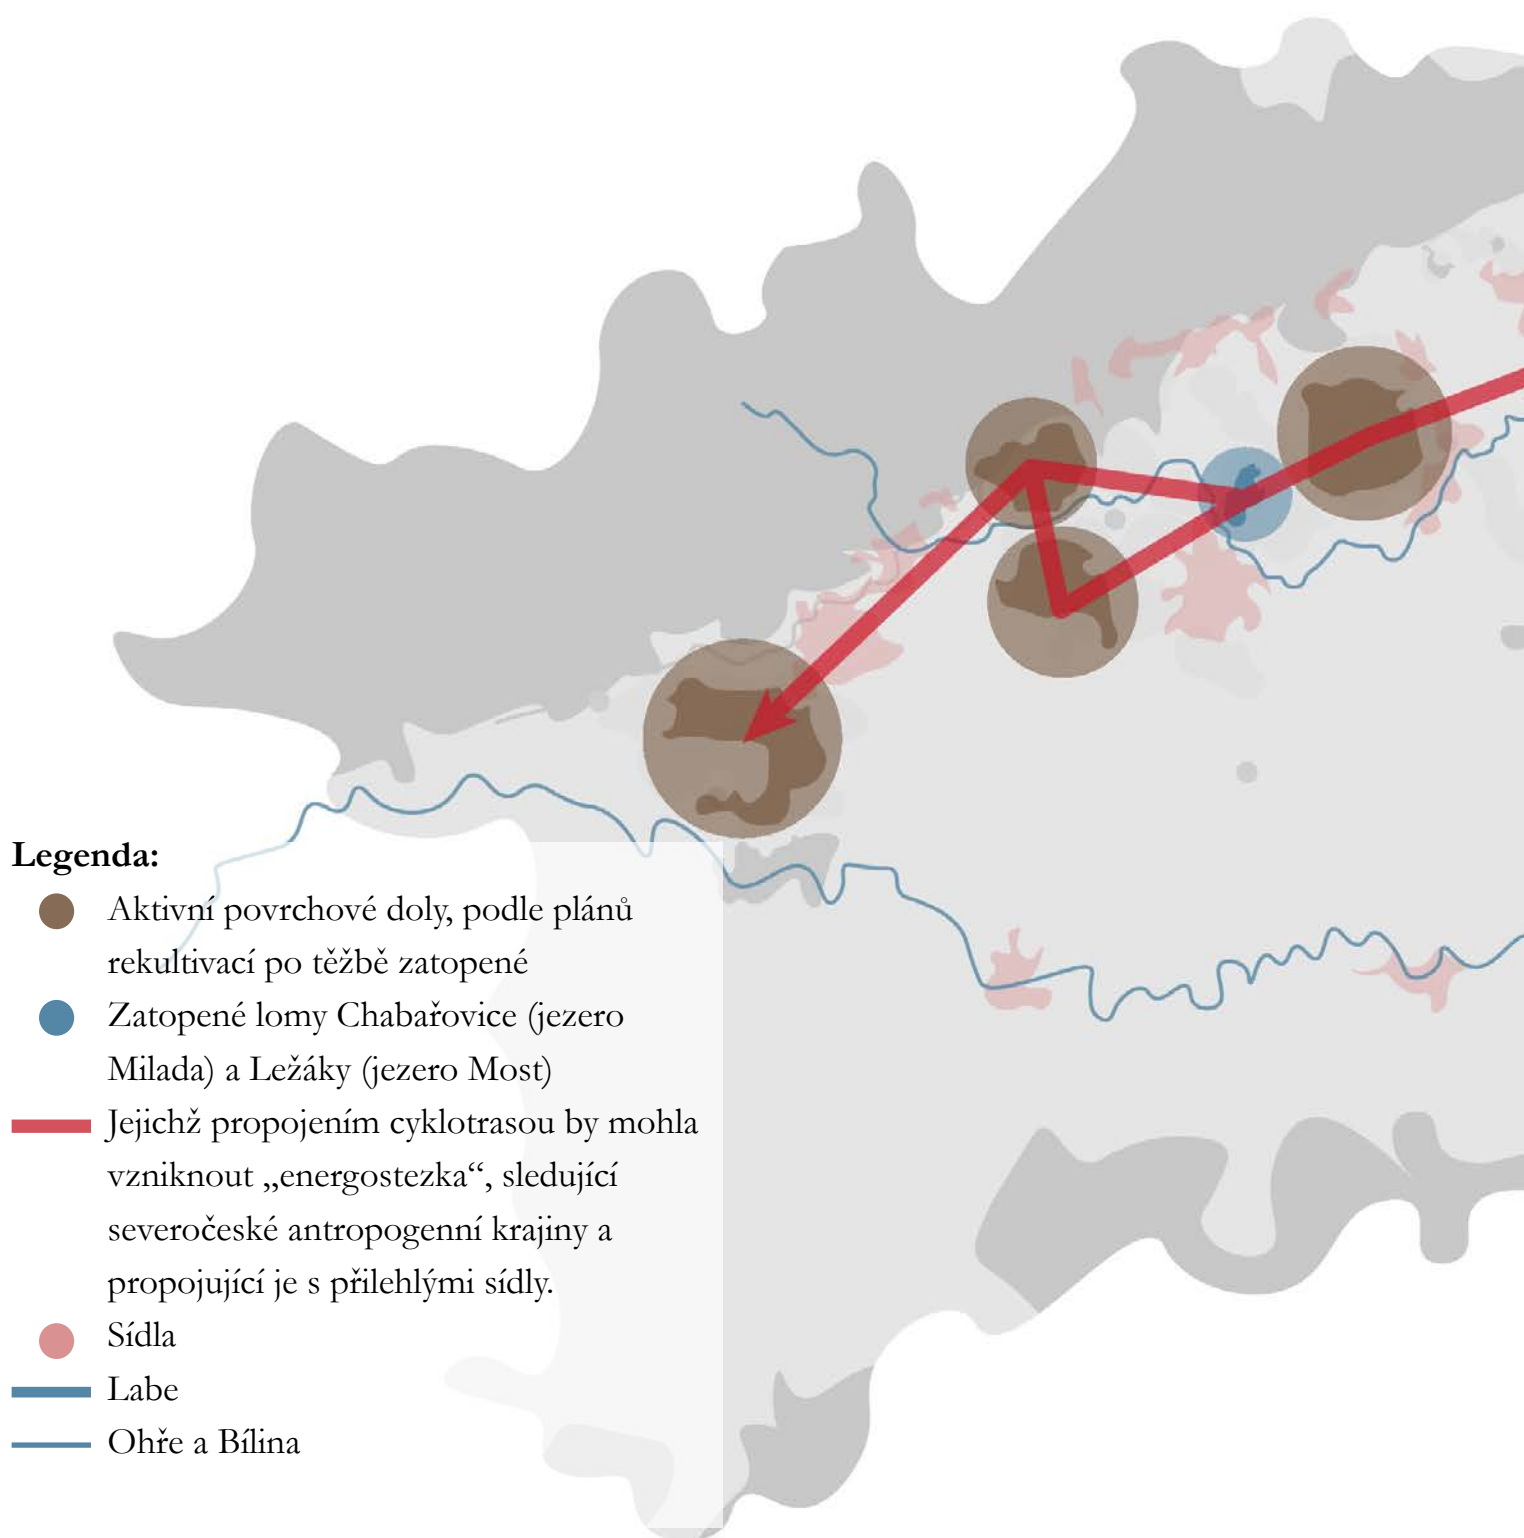 Legenda:
Aktivní povrchové doly, podle plánů
rekultivací po těžbě zatopené
Zatopené lomy Chabařovice (jezero
Milada) a Ležáky (jezero Most)
Jejichž propojením cyklotrasou by mohla
vzniknout „energostezka“, sledující
severočeské antropogenní krajiny a
propojující je s přilehlými sídly.
Sídla
Labe
Ohře a Bílina